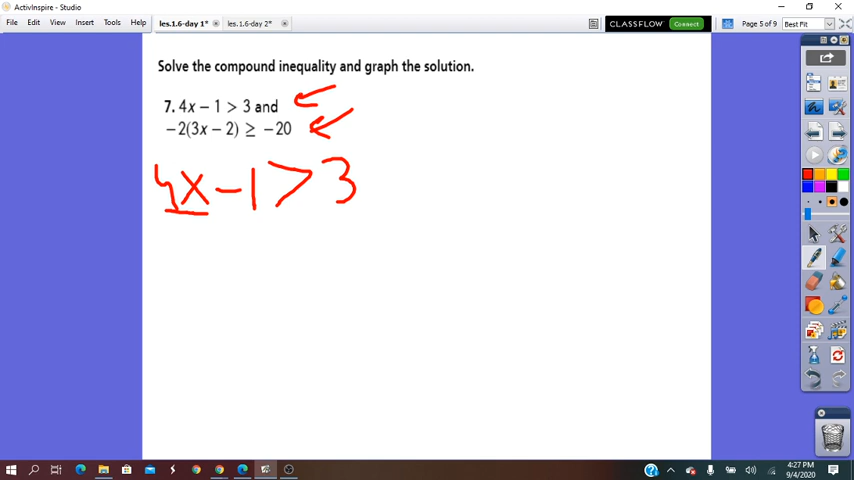 ActivInspire - Studio
File Edit View Insert Tools Help
les.1.6-day 1* les.1.6-day 2*
CLASSFLOW Connect
Page 5 of 9
Best Fit
Solve the compound inequality and graph the solution.
7. 4x − 1 > 3 and
−2(3x − 2) ≥ −20
4x − 1 > 3
4:27 PM
9/4/2020